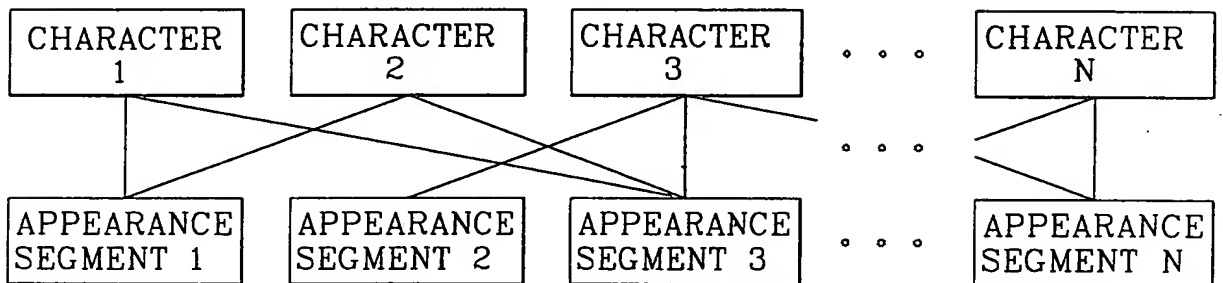 CHARACTER
1
CHARACTER
2
CHARACTER
3
CHARACTER
N
APPEARANCE
SEGMENT 1
APPEARANCE
SEGMENT 2
APPEARANCE
SEGMENT 3
APPEARANCE
SEGMENT N